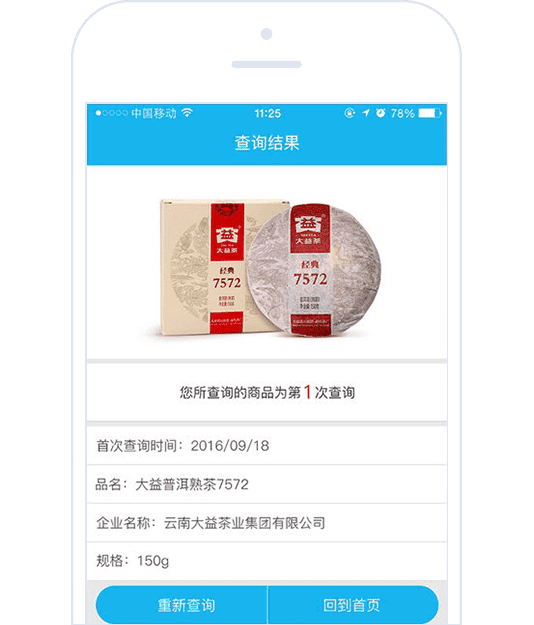 中国移动 11:25 78%
查询结果
益
大益茶
经典
7572
益
大益茶
经典
7572
您所查询的商品为第1次查询
首次查询时间：2016/09/18
品名：大益普洱熟茶7572
企业名称：云南大益茶业集团有限公司
规格：150g
重新查询 回到首页